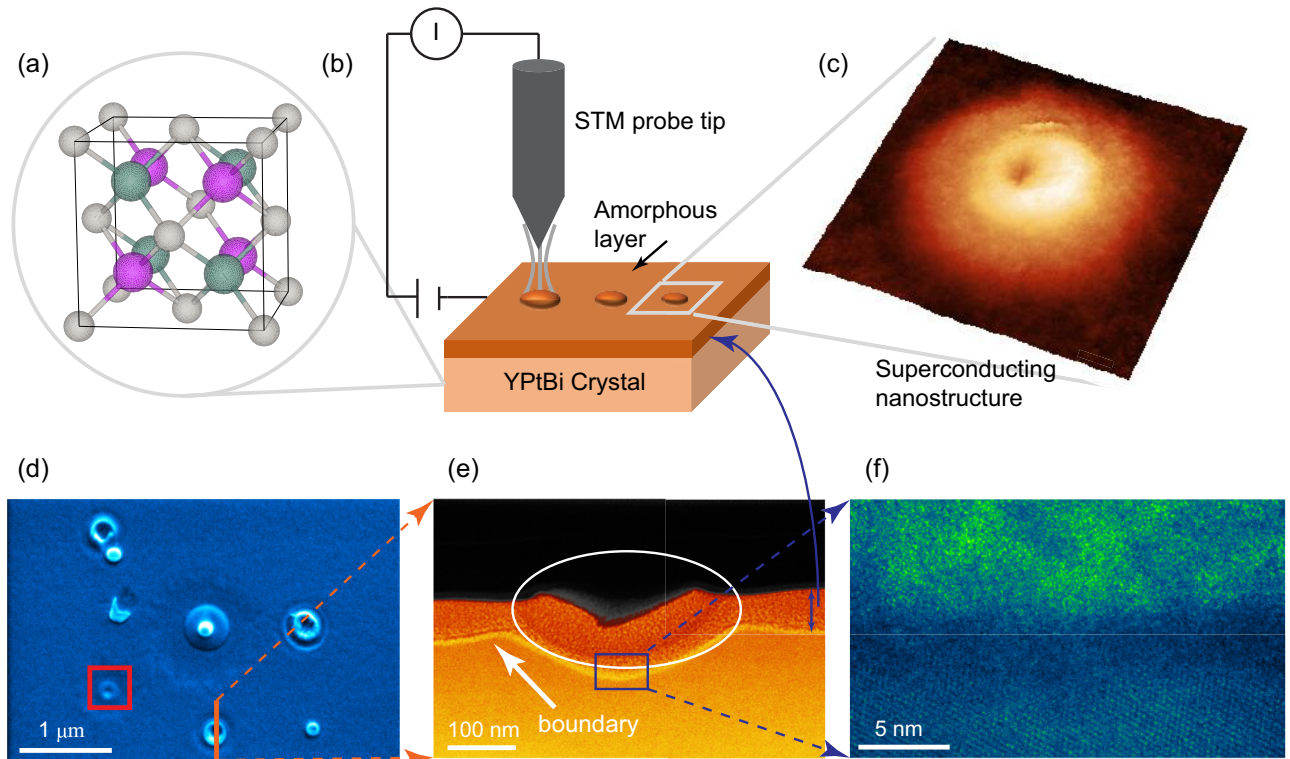 (a)
(b)
I
STM probe tip
Amorphous
layer
YPtBi Crystal
(c)
Superconducting
nanostructure
(d)
1 μm
(e)
boundary
100 nm
(f)
5 nm